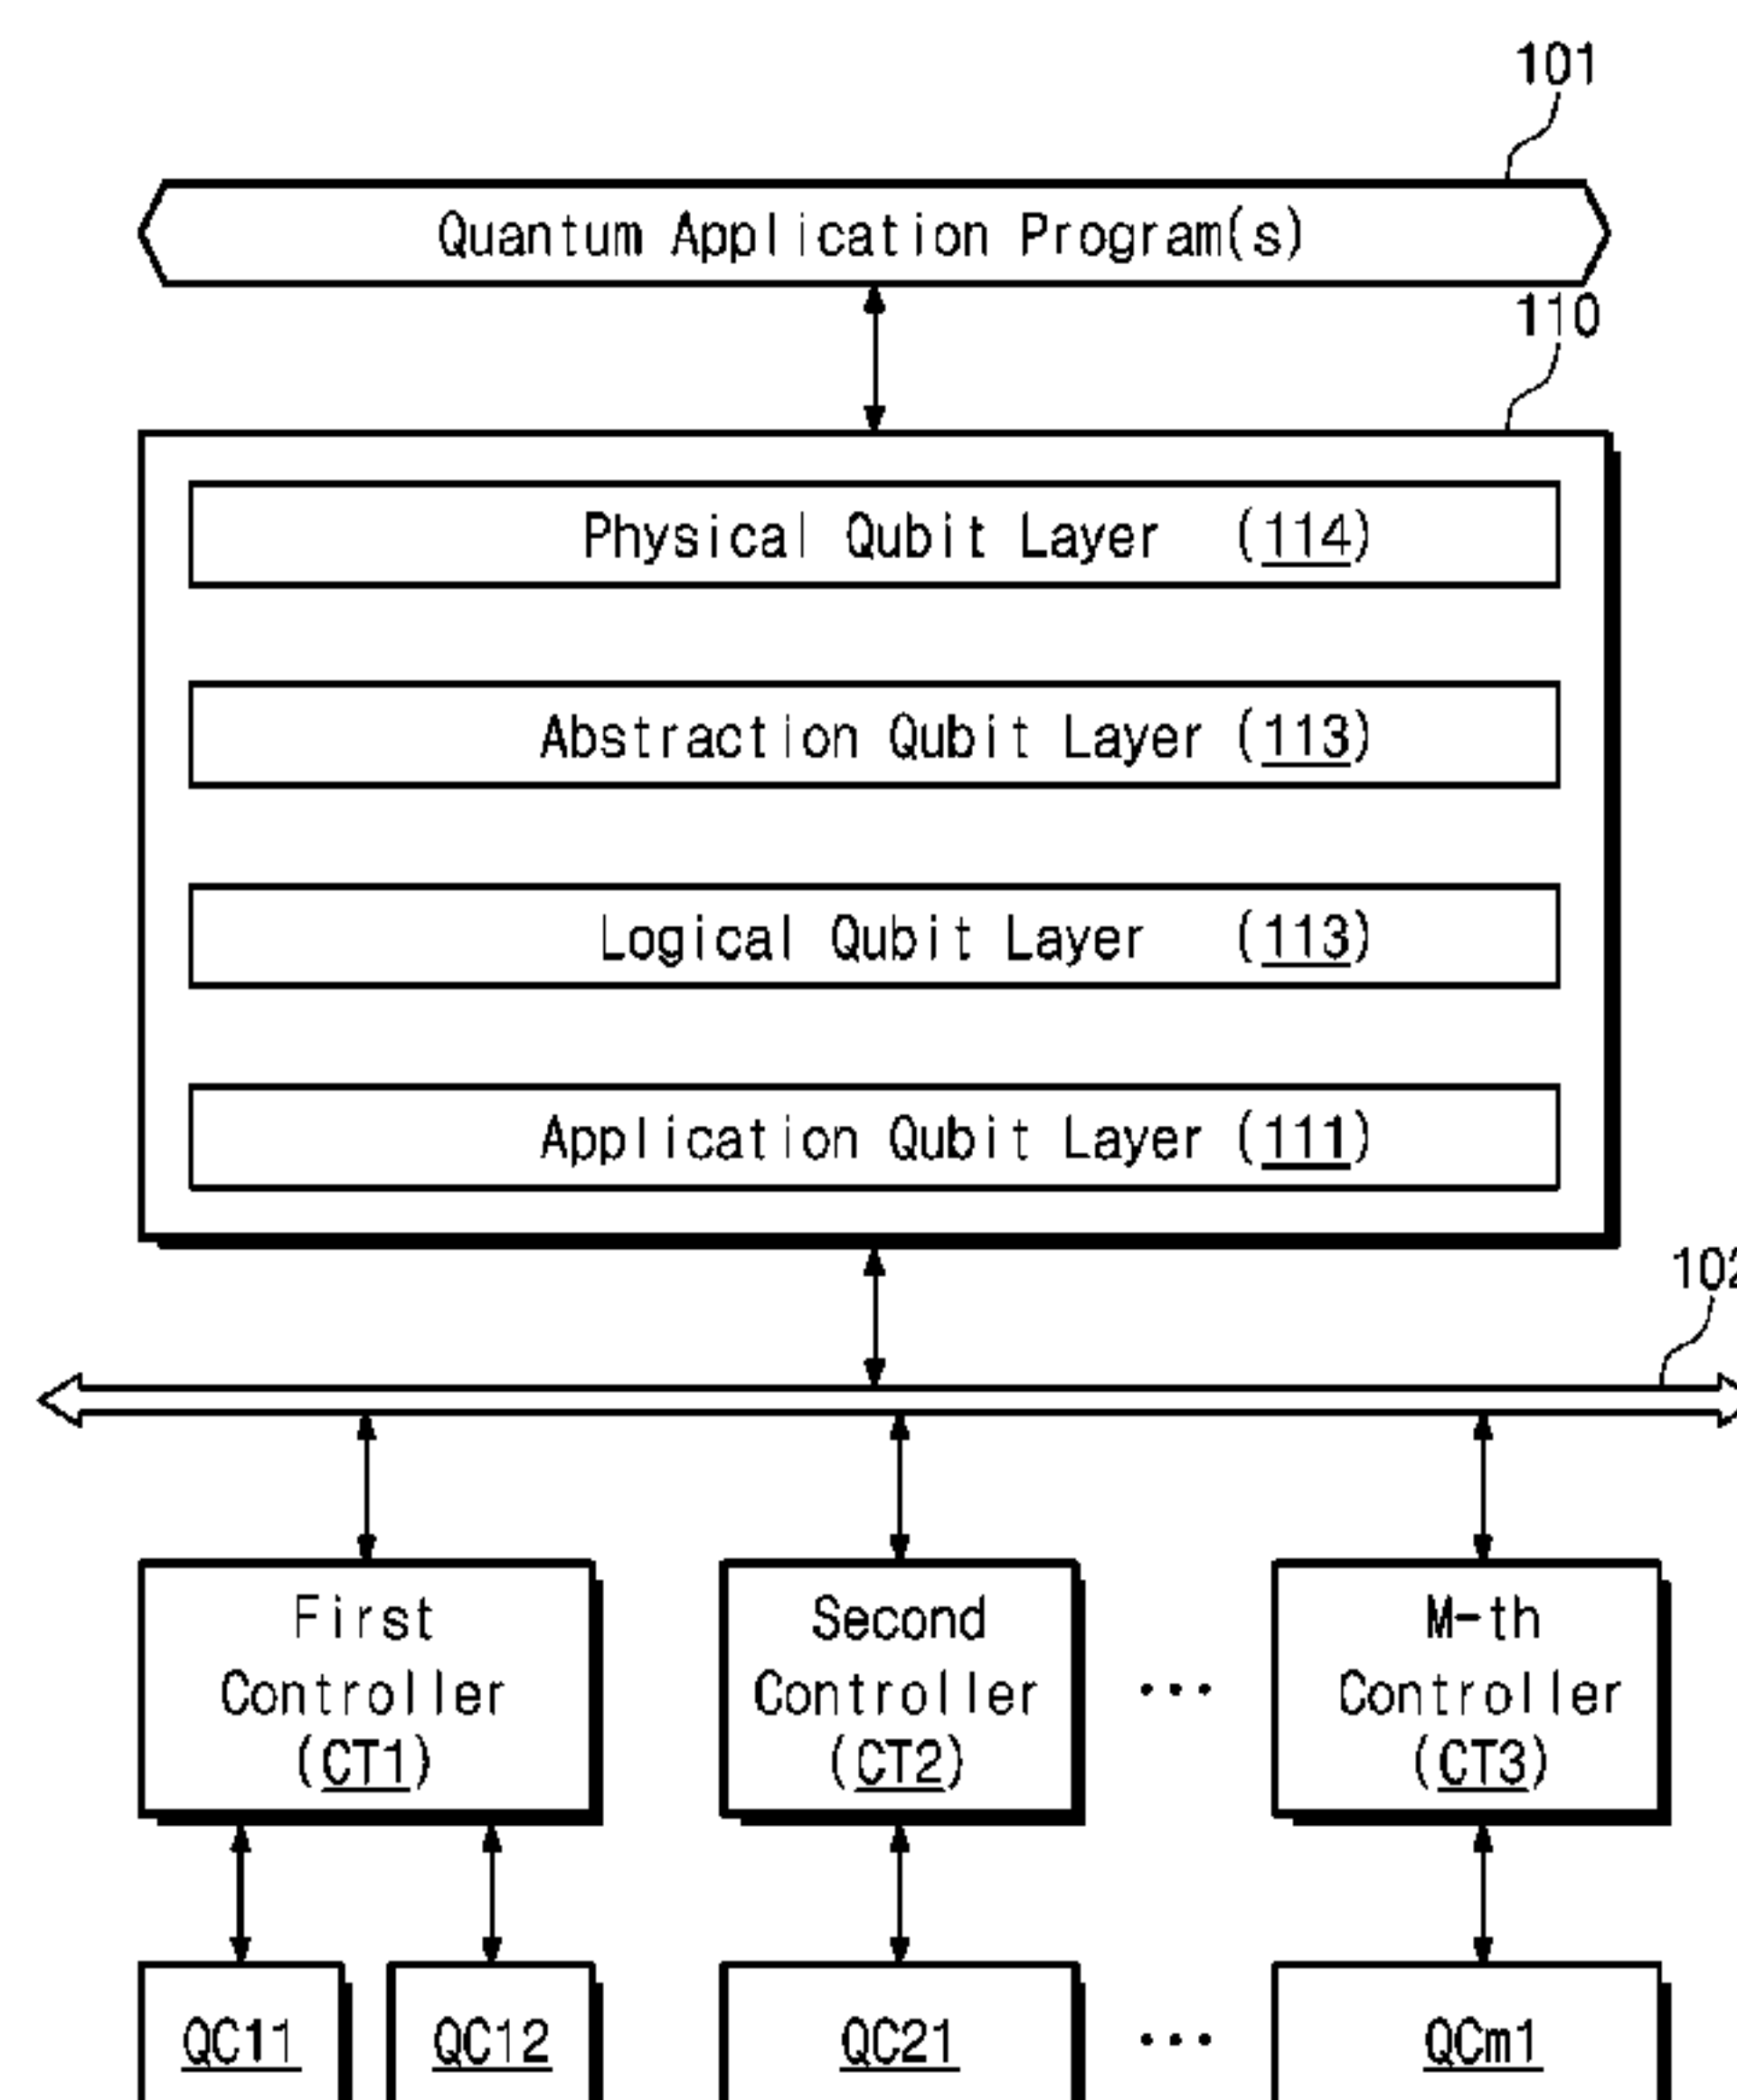 101
Quantum Application Program(s)
110
Physical Qubit Layer (114)
Abstraction Qubit Layer (113)
Logical Qubit Layer (113)
Application Qubit Layer (111)
102
First Controller (CT1)
Second Controller (CT2)
...
M-th Controller (CT3)
QC11
QC12
QC21
...
QCm1